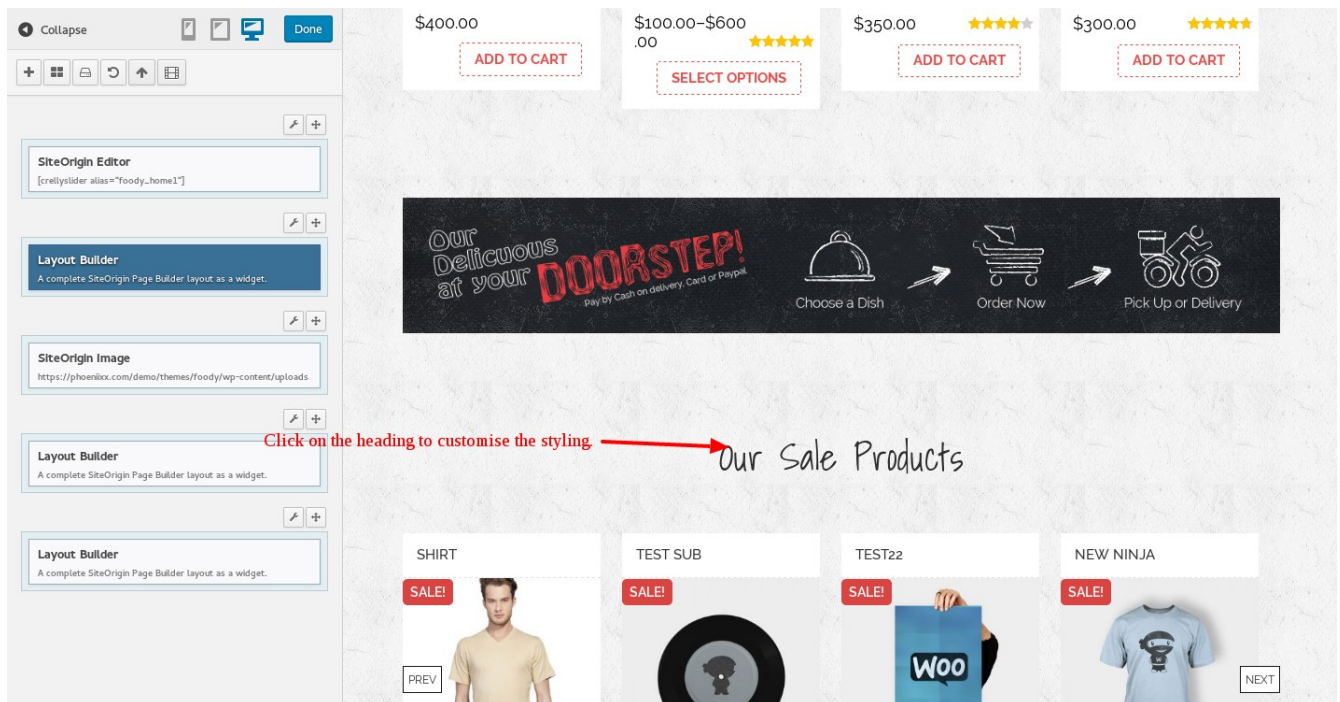 Collapse
Done
SiteOrigin Editor
[crellyslider alias="foody_home1"]
Layout Builder
A complete SiteOrigin Page Builder layout as a widget.
SiteOrigin Image
https://phoeniixx.com/demo/themes/foody/wp-content/uploads
Layout Builder
A complete SiteOrigin Page Builder layout as a widget.
Layout Builder
A complete SiteOrigin Page Builder layout as a widget.
$400.00
ADD TO CART
$100.00–$600
.00
SELECT OPTIONS
$350.00
ADD TO CART
$300.00
ADD TO CART
Our
Delicuous
at your DOORSTEP!
Pay by Cash on delivery, Card or Paypal
Choose a Dish
Order Now
Pick Up or Delivery
Click on the heading to customise the styling.
Our Sale Products
SHIRT
SALE!
TEST SUB
SALE!
TEST22
SALE!
WOO
NEW NINJA
SALE!
W
PREV
NEXT